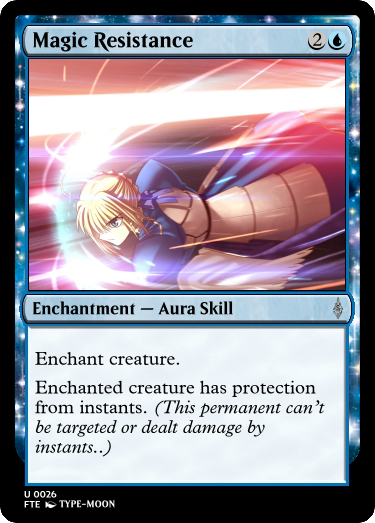 Magic Resistance 2
Enchantment — Aura Skill
Enchant creature.
Enchanted creature has protection
from instants. (This permanent can't
be targeted or dealt damage by
instants..)
U 0026
FTE TYPE-MOON